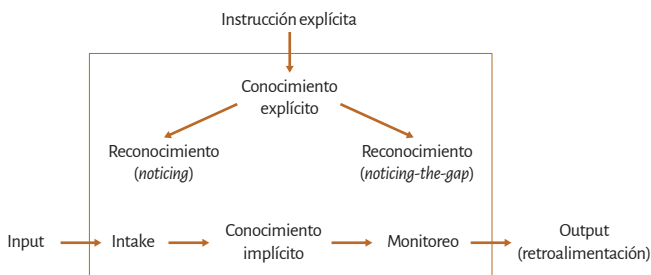 Instrucción explícita
Conocimiento
explícito
Reconocimiento
(noticing)
Reconocimiento
(noticing-the-gap)
Input
Intake
Conocimiento
implícito
Monitoreo
Output
(retroalimentación)